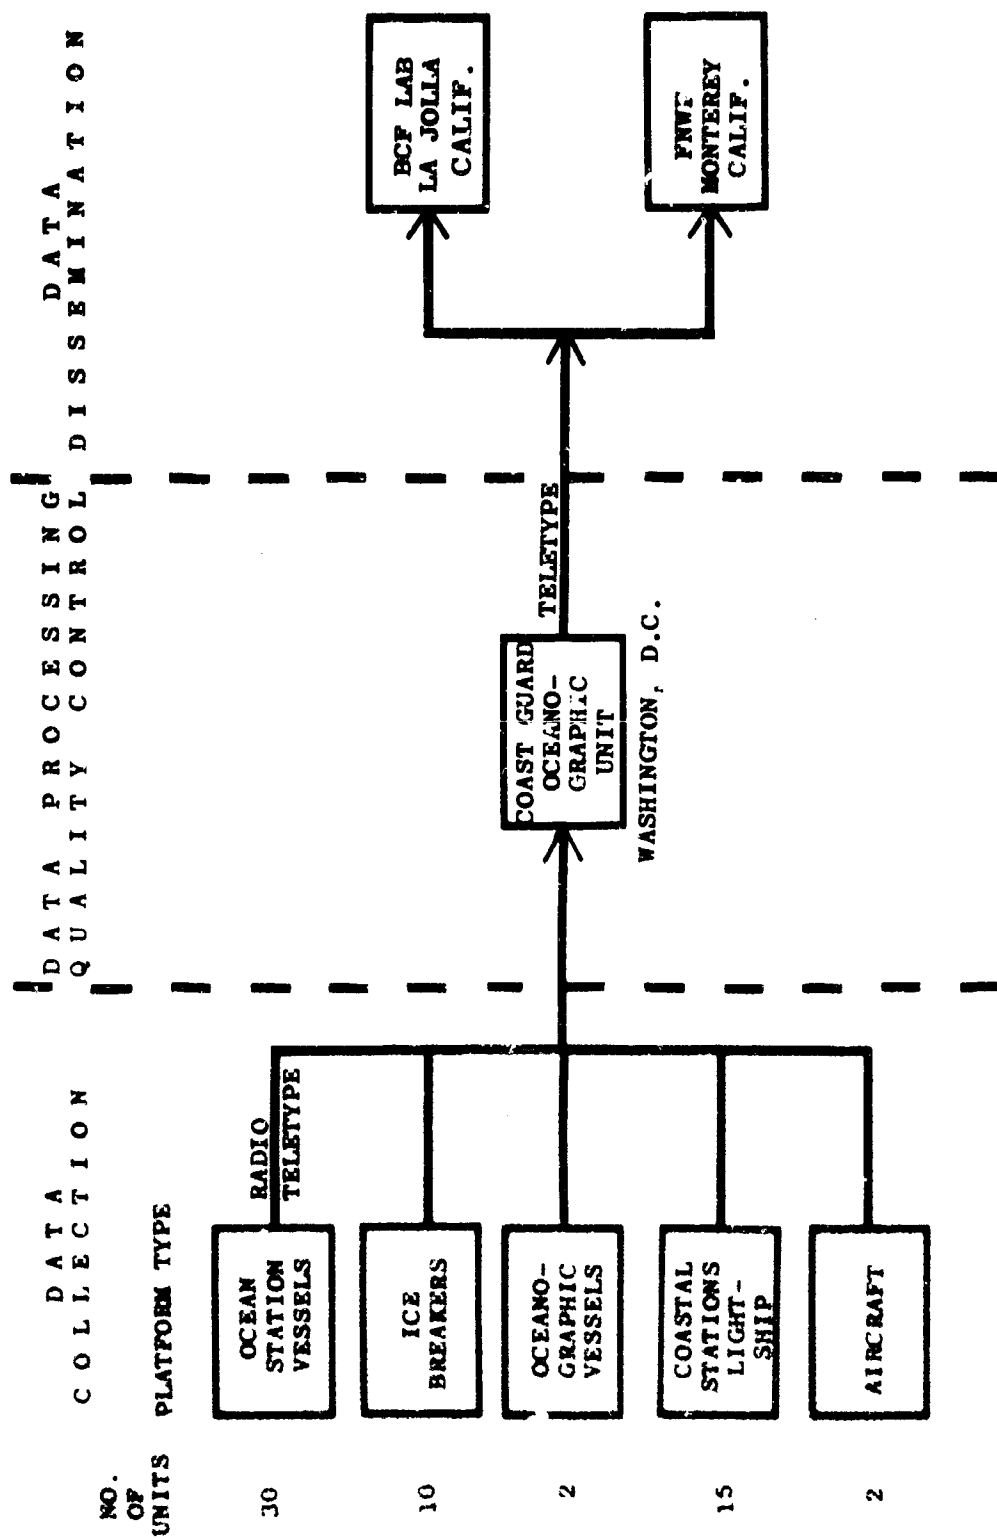 DATA
COLLECTION
DATA PROCESSING
QUALITY CONTROL
DATA
DISSEMINATION
NO.
OF
UNITS
PLATFORM TYPE
30
OCEAN
STATION
VESSELS
RADIO
TELETYPE
10
ICE
BREAKERS
2
OCEANO-
GRAPHIC
VESSELS
15
COASTAL
STATIONS
LIGHT-
SHIP
2
AIRCRAFT
COAST GUARD
OCEANO-
GRAPHIC
UNIT
WASHINGTON, D.C.
TELETYPE
BCF LAB
LA JOLLA
CALIF.
FNWF
MONTEREY
CALIF.